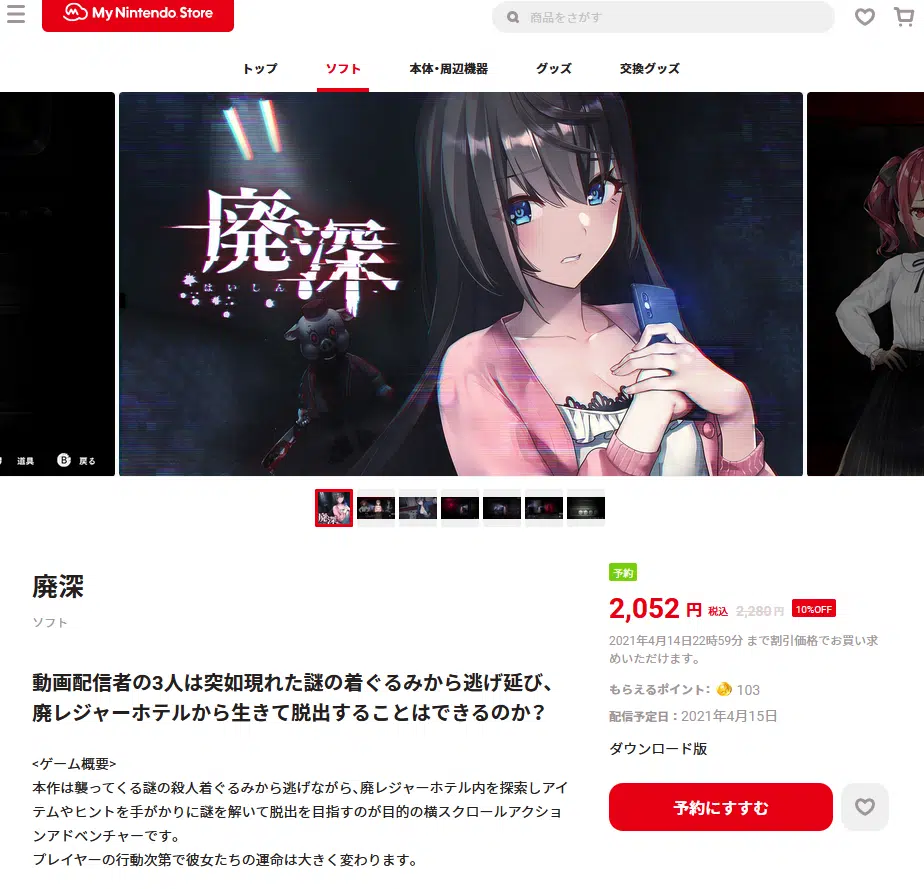 My Nintendo Store
商品をさがす
トップ
ソフト
本体・周辺機器
グッズ
交換グッズ
廃深
はいしん
道具
B 戻る
廃深
廃深
ソフト
動画配信者の3人は突如現れた謎の着ぐるみから逃げ延び、
廃レジャーホテルから生きて脱出することはできるのか？
<ゲーム概要>
本作は襲ってくる謎の殺人着ぐるみから逃げながら、廃レジャーホテル内を探索しアイ
テムやヒントを手がかりに謎を解いて脱出を目指すのが目的の横スクロールアクショ
ンアドベンチャーです。
プレイヤーの行動次第で彼女たちの運命は大きく変わります。
予約
2,052 円 税込 2,280円 10%OFF
2021年4月14日22時59分 まで割引価格でお買い求
めいただけます。
もらえるポイント： 103
配信予定日：2021年4月15日
ダウンロード版
予約にすすむ